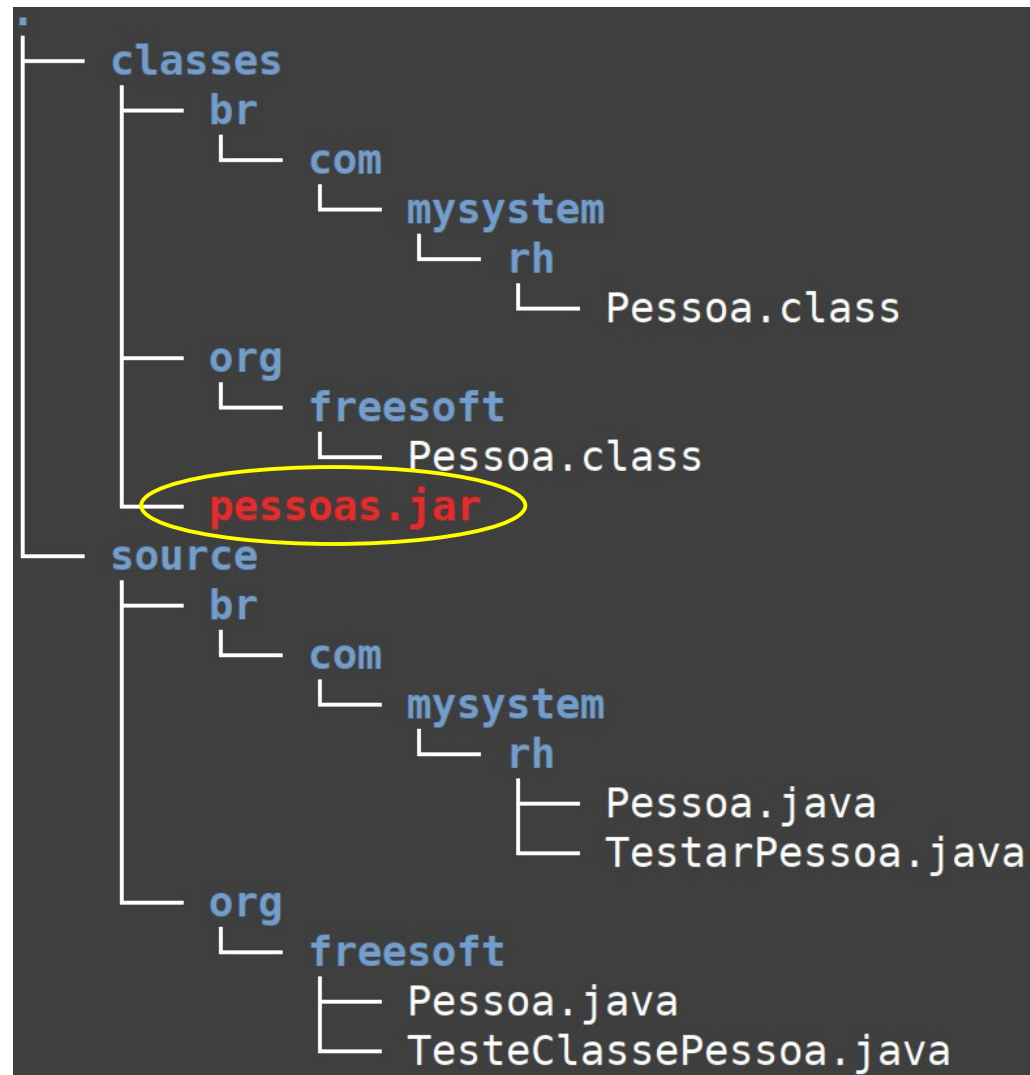 .
classes
br
com
mysystem
rh
Pessoa.class
org
freesoft
Pessoa.class
pessoas.jar
source
br
com
mysystem
rh
Pessoa.java
TestarPessoa.java
org
freesoft
Pessoa.java
TesteClassePessoa.java